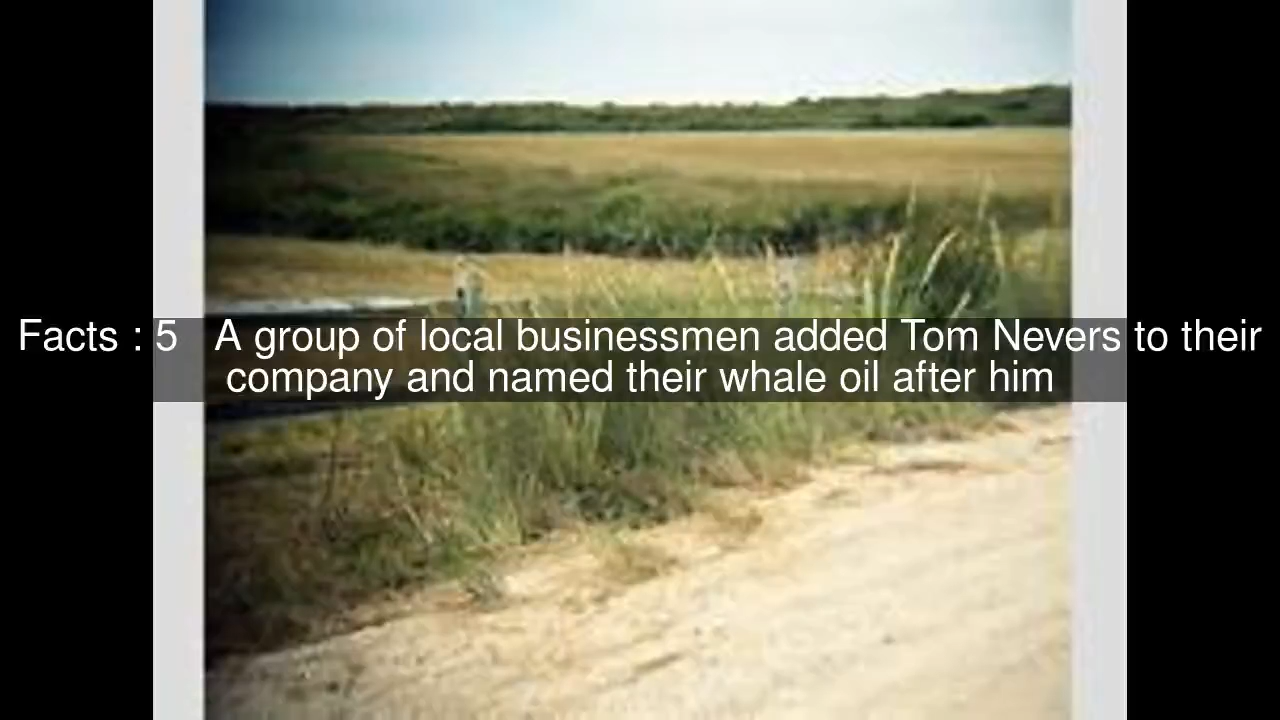 Facts : 5   A group of local businessmen added Tom Nevers to their
company and named their whale oil after him